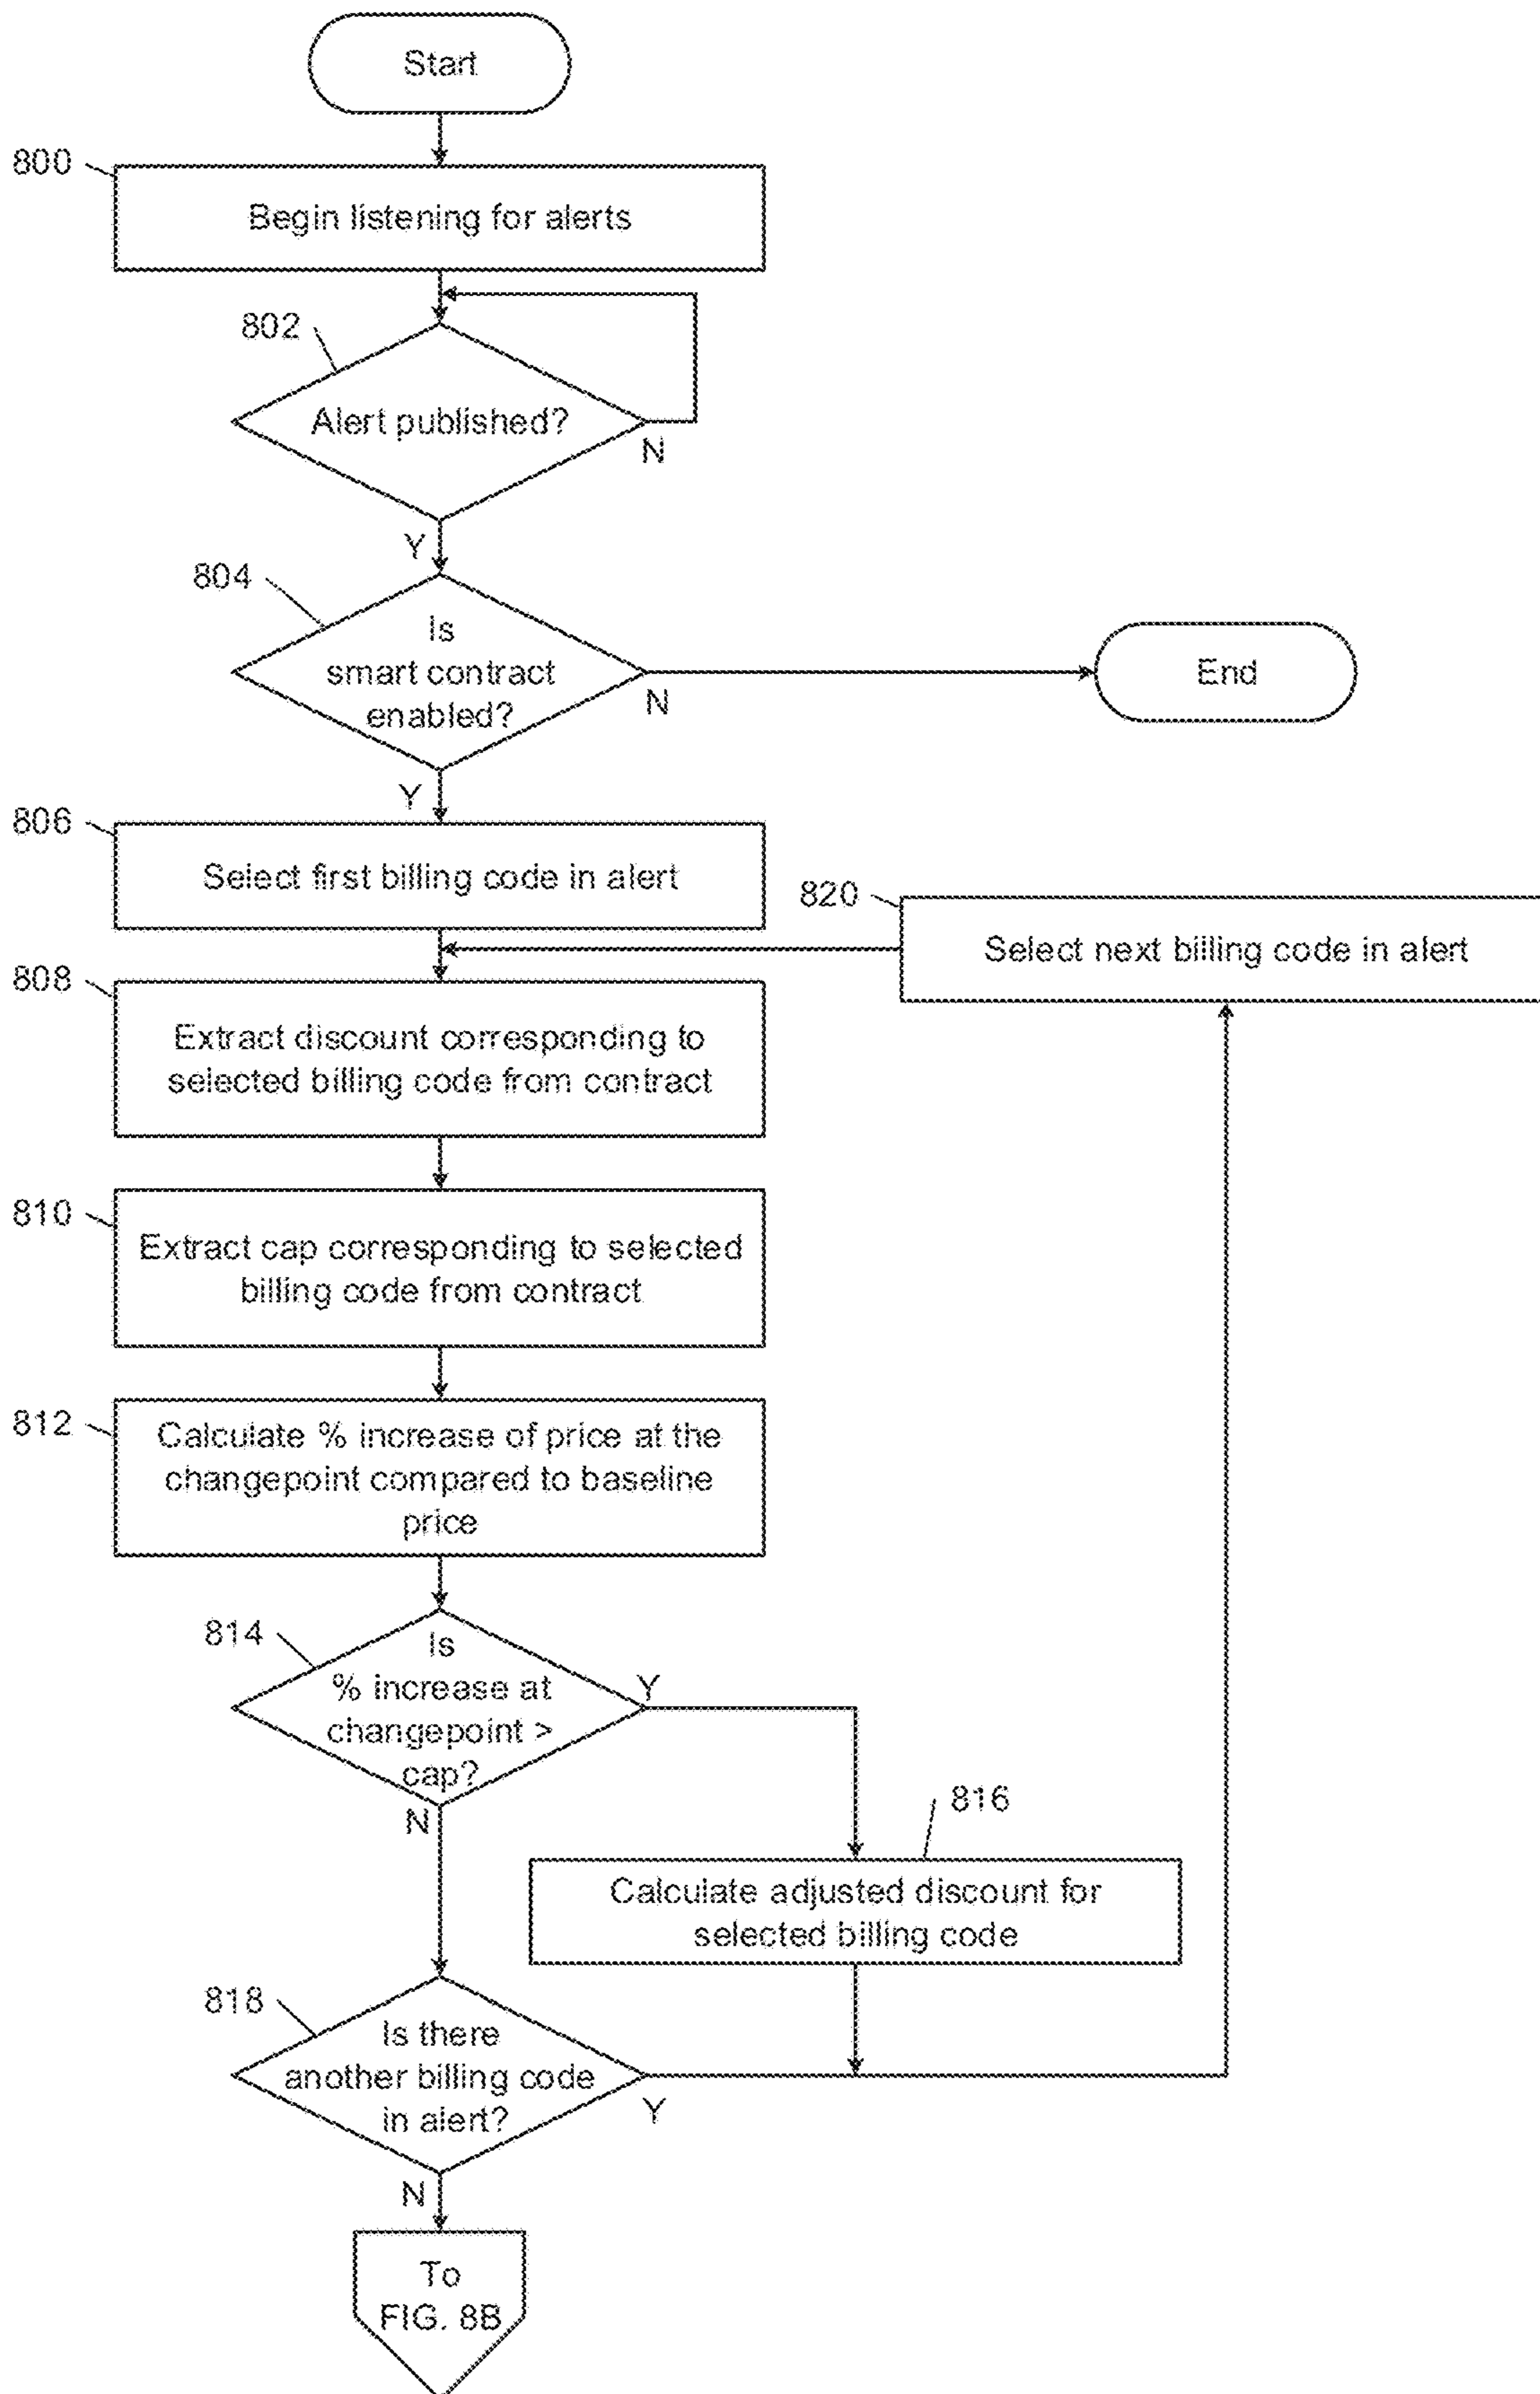 Start
800
Begin listening for alerts
802
Alert published?
N
Y
804
Is
smart contract
enabled?
N
End
Y
806
Select first billing code in alert
820
Select next billing code in alert
808
Extract discount corresponding to
selected billing code from contract
810
Extract cap corresponding to selected
billing code from contract
812
Calculate % increase of price at the
changepoint compared to baseline
price
814
Is
% increase at
changepoint >
cap?
Y
N
816
Calculate adjusted discount for
selected billing code
818
Is there
another billing code
in alert?
Y
N
To
FIG. 8B